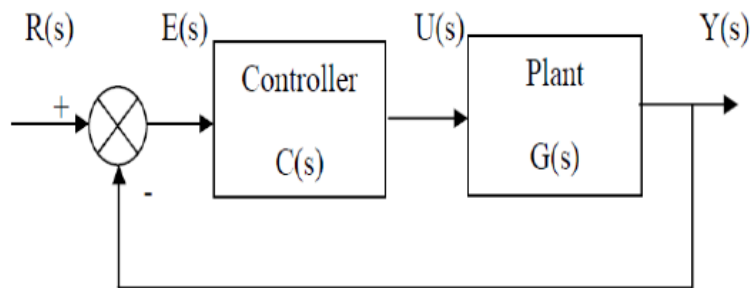 R(s) E(s) U(s) Y(s)
Controller Plant
+
C(s) G(s)
-